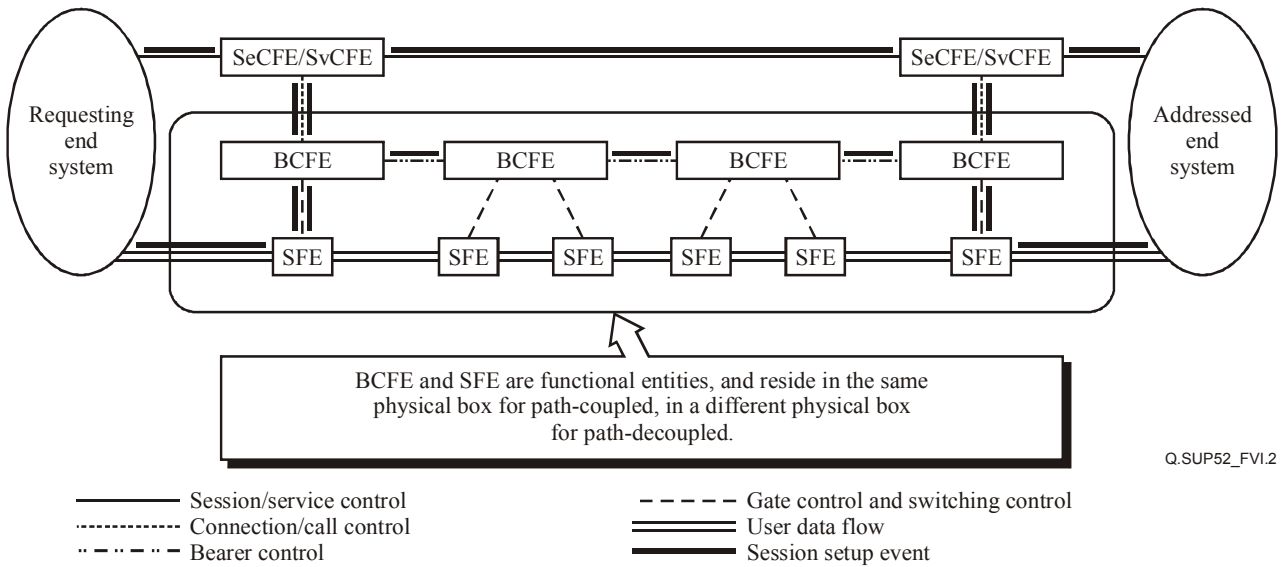 SeCFE/SvCFE
SeCFE/SvCFE
Requesting
end
system
Addressed
end
system
BCFE
BCFE
BCFE
BCFE
SFE
SFE
SFE
SFE
SFE
SFE
BCFE and SFE are functional entities, and reside in the same
physical box for path-coupled, in a different physical box
for path-decoupled.
Q.SUP52_FVI.2
Session/service control
Connection/call control
Bearer control
Gate control and switching control
User data flow
Session setup event